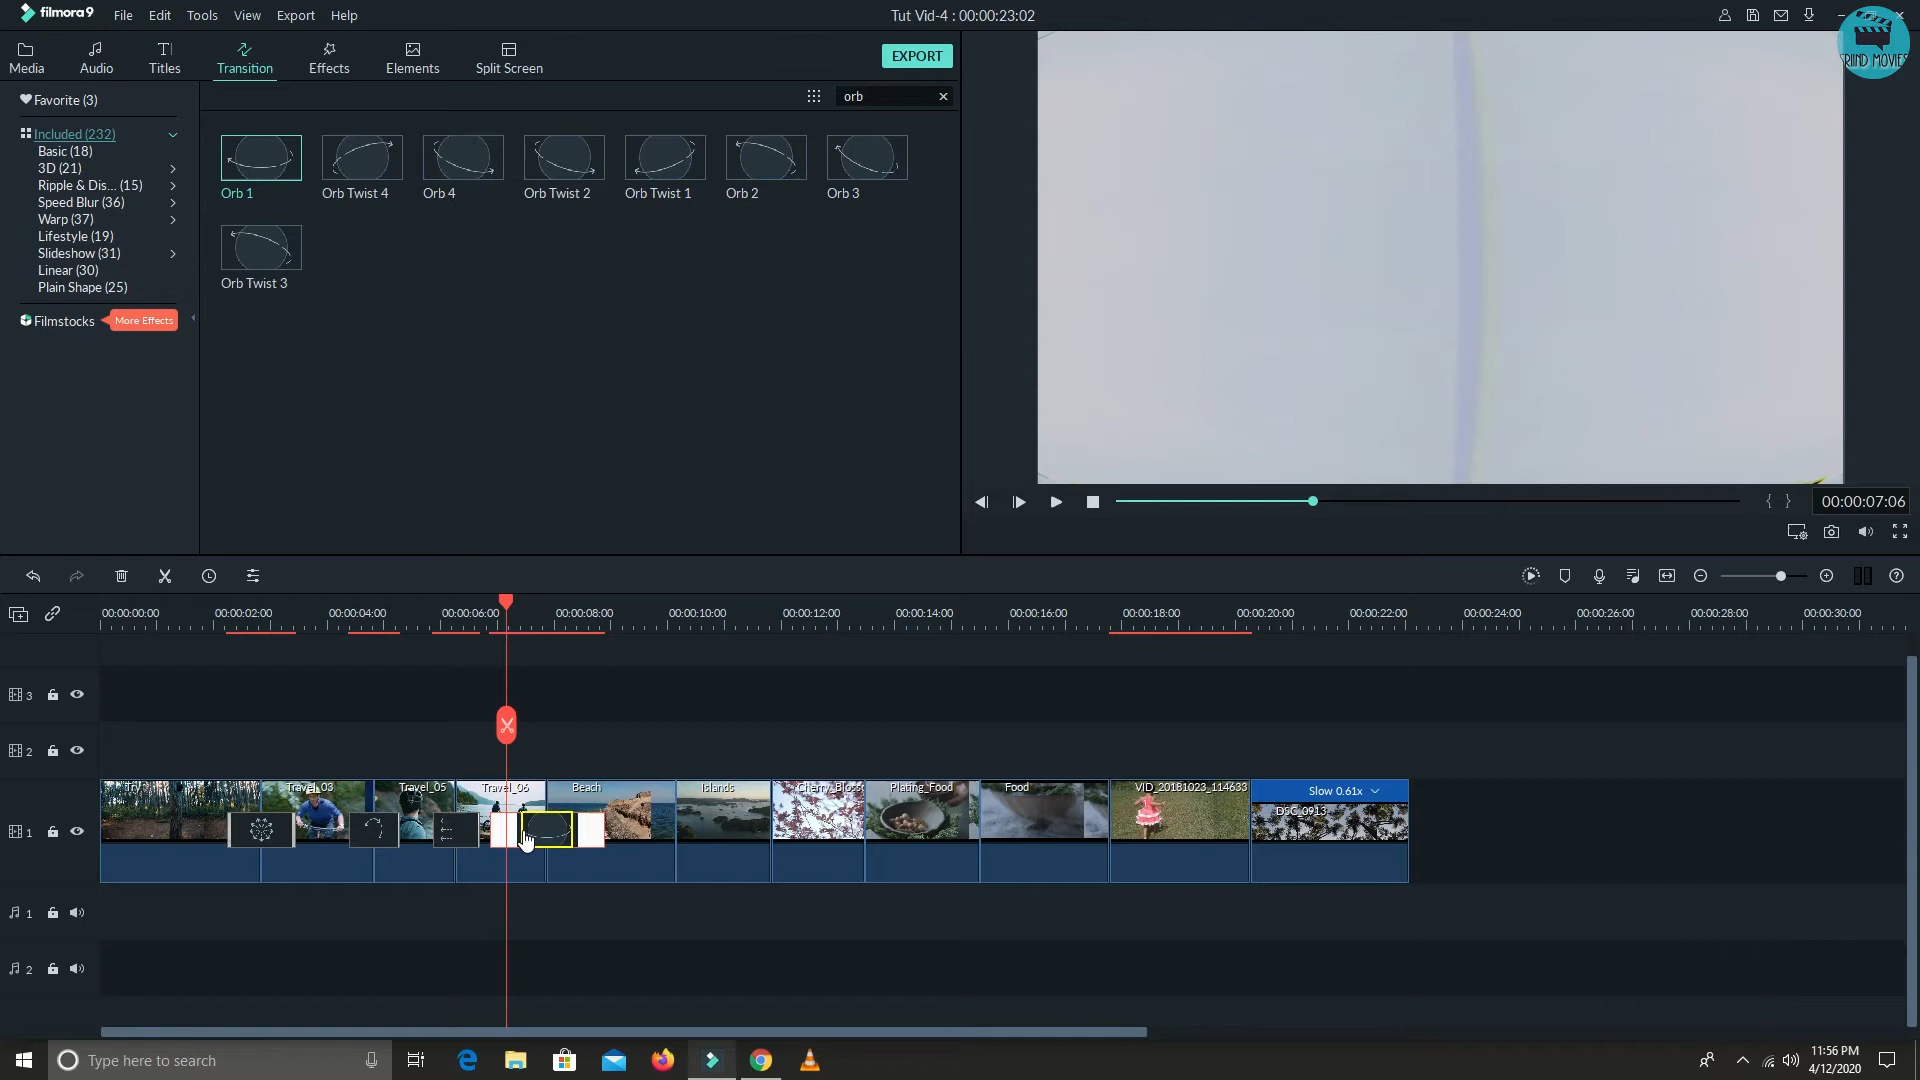 filmora9
File Edit Tools View Export Help
Tut Vid-4 : 00:00:23:02
Media Audio Titles Transition Effects Elements Split Screen
EXPORT
Favorite (3)
orb
Included (232)
Basic (18)
3D (21)
Ripple & Dis... (15)
Speed Blur (36)
Warp (37)
Lifestyle (19)
Slideshow (31)
Linear (30)
Plain Shape (25)
Filmstocks More Effects
Orb 1 Orb Twist 4 Orb 4 Orb Twist 2 Orb Twist 1 Orb 2 Orb 3
Orb Twist 3
00:00:07:06
00:00:00:00 00:00:02:00 00:00:04:00 00:00:06:00 00:00:08:00 00:00:10:00 00:00:12:00 00:00:14:00 00:00:16:00 00:00:18:00 00:00:20:00 00:00:22:00 00:00:24:00 00:00:26:00 00:00:28:00 00:00:30:00
3
2
1
Travel_03 Travel_05 Travel_06 Beach Islands Cherry_Bloss Plating_Food Food VID_20181023_114633 Slow 0.61x
DSC_0913
1
2
Type here to search
11:56 PM
4/12/2020